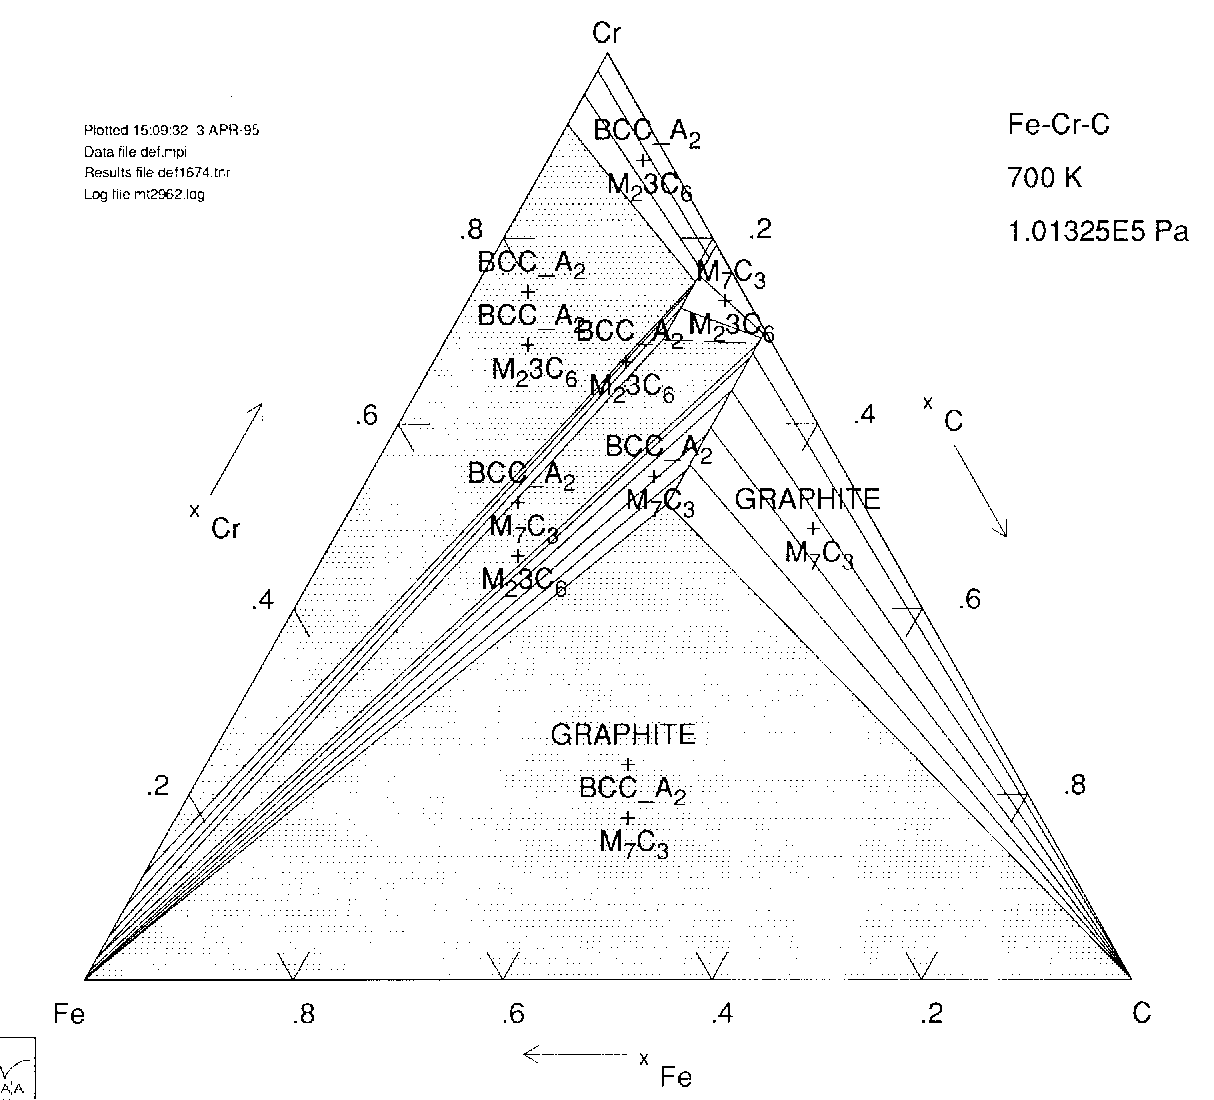 Cr
Plotted 15:09:32 3 APR-95
Data file def.mpi
Results file def1674.tnr
Log file mt2962.log
Fe-Cr-C
700 K
1.01325E5 Pa
BCC_A2
+
M23C6
.8
.2
BCC_A2
+
BCC_A2
+
M23C6
M7C3
+
M23C6
BCC_A2
+
M23C6
.6
.4
x C
x Cr
BCC_A2
+
M7C3
BCC_A2
+
M7C3
+
M23C6
GRAPHITE
+
M7C3
.4
.6
GRAPHITE
+
BCC_A2
+
M7C3
.2
.8
Fe
.8
.6
.4
.2
C
x Fe